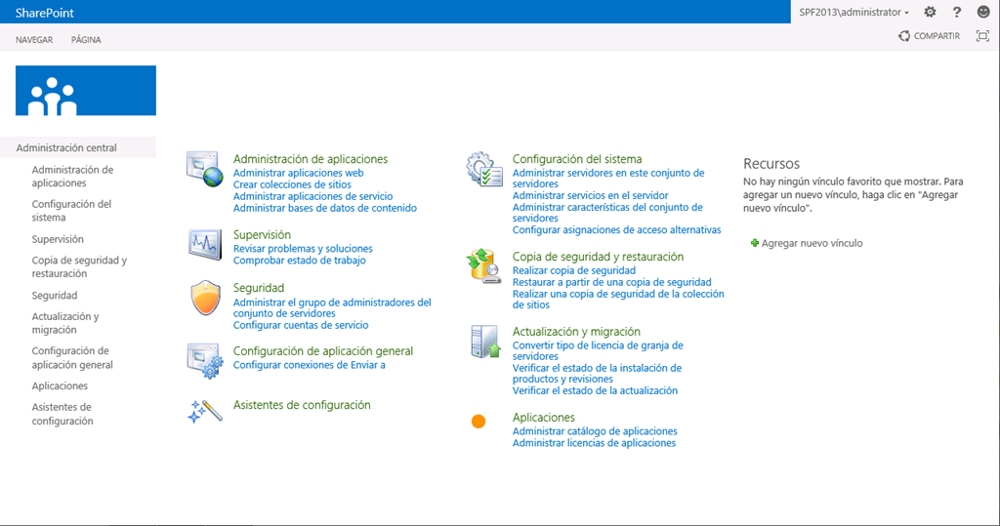 SharePoint
SPF2013\administrator
NAVEGAR
PÁGINA
COMPARTIR
Administración central
Administración de
aplicaciones
Configuración del
sistema
Supervisión
Copia de seguridad y
restauración
Seguridad
Actualización y
migración
Configuración de
aplicación general
Aplicaciones
Asistentes de
configuración
Administración de aplicaciones
Administrar aplicaciones web
Crear colecciones de sitios
Administrar aplicaciones de servicio
Administrar bases de datos de contenido
Supervisión
Revisar problemas y soluciones
Comprobar estado de trabajo
Seguridad
Administrar el grupo de administradores del
conjunto de servidores
Configurar cuentas de servicio
Configuración de aplicación general
Configurar conexiones de Enviar a
Asistentes de configuración
Configuración del sistema
Administrar servidores en este conjunto de
servidores
Administrar servicios en el servidor
Administrar características del conjunto de
servidores
Configurar asignaciones de acceso alternativas
Copia de seguridad y restauración
Realizar copia de seguridad
Restaurar a partir de una copia de seguridad
Realizar una copia de seguridad de la colección
de sitios
Actualización y migración
Convertir tipo de licencia de granja de
servidores
Verificar el estado de la instalación de
productos y revisiones
Verificar el estado de la actualización
Aplicaciones
Administrar catálogo de aplicaciones
Administrar licencias de aplicaciones
Recursos
No hay ningún vínculo favorito que mostrar. Para
agregar un nuevo vínculo, haga clic en "Agregar
nuevo vínculo".
Agregar nuevo vínculo